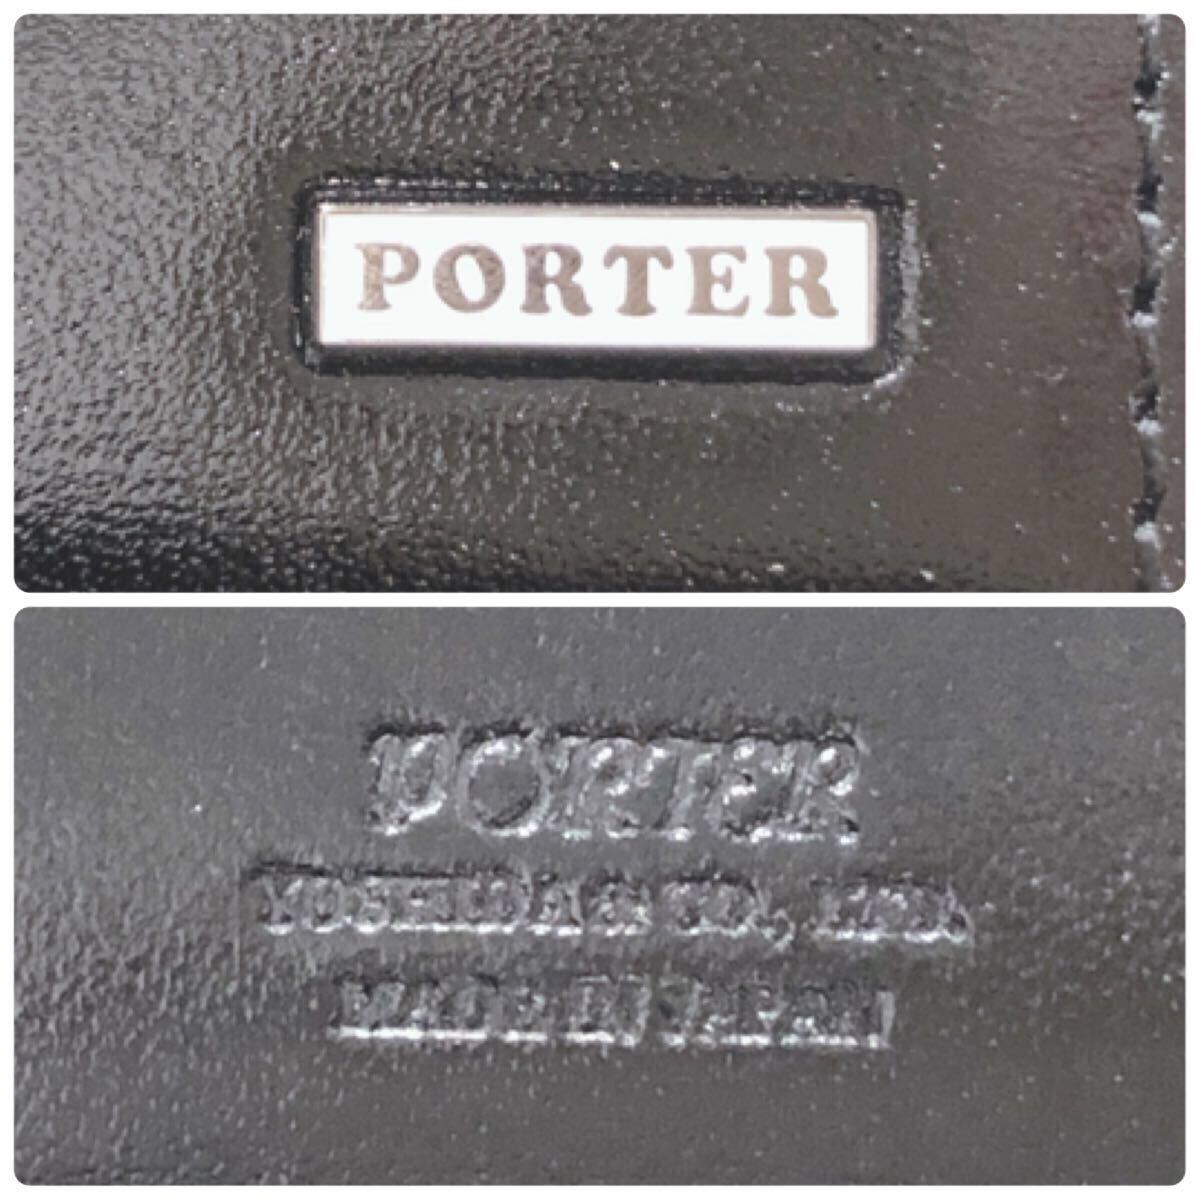 PORTER
PORTER
YOSHIDA & CO., LTD.
MADE IN JAPAN